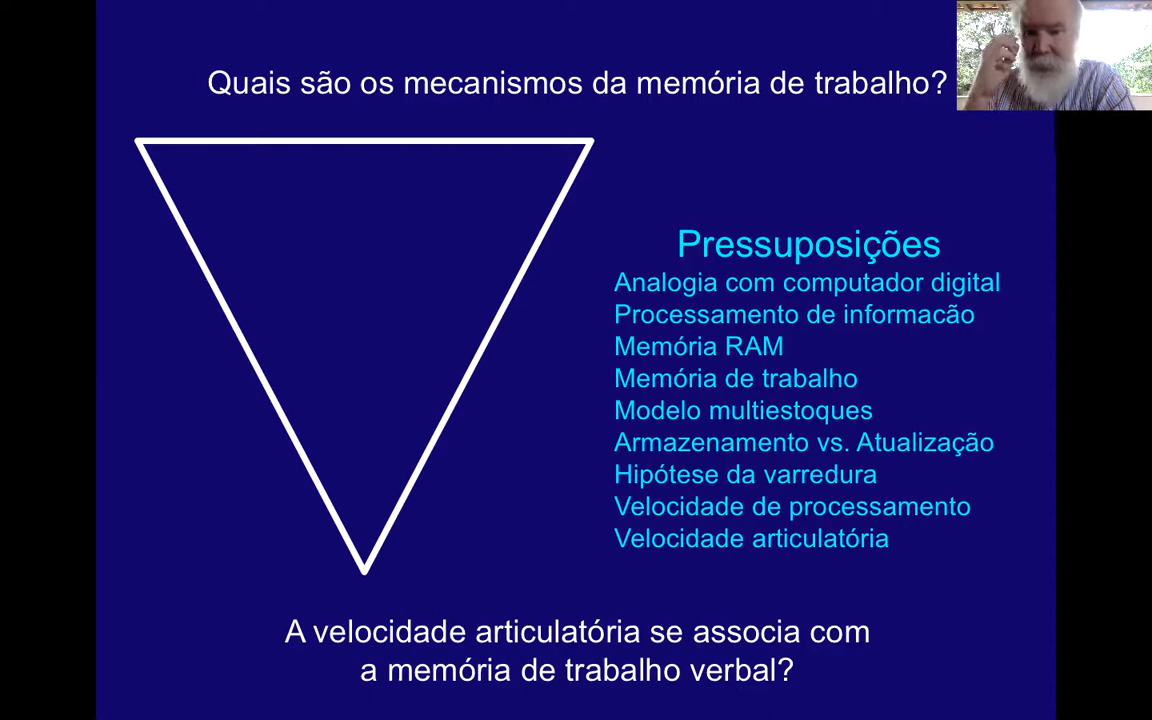 Quais são os mecanismos da memória de trabalho?
Pressuposições
Analogia com computador digital
Processamento de informacão
Memória RAM
Memória de trabalho
Modelo multiestoques
Armazenamento vs. Atualização
Hipótese da varredura
Velocidade de processamento
Velocidade articulatória
A velocidade articulatória se associa com
a memória de trabalho verbal?